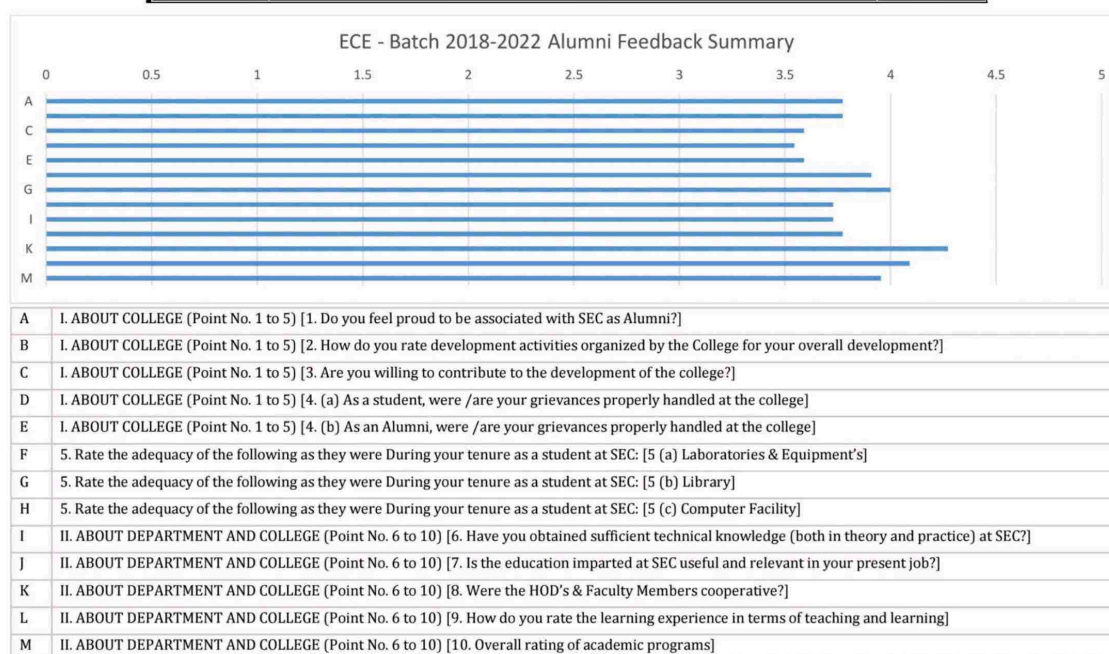 ECE - Batch 2018-2022 Alumni Feedback Summary
0 0.5 1 1.5 2 2.5 3 3.5 4 4.5 5
A
C
E
G
I
K
M
A I. ABOUT COLLEGE (Point No. 1 to 5) [1. Do you feel proud to be associated with SEC as Alumni?]
B I. ABOUT COLLEGE (Point No. 1 to 5) [2. How do you rate development activities organized by the College for your overall development?]
C I. ABOUT COLLEGE (Point No. 1 to 5) [3. Are you willing to contribute to the development of the college?]
D I. ABOUT COLLEGE (Point No. 1 to 5) [4. (a) As a student, were /are your grievances properly handled at the college]
E I. ABOUT COLLEGE (Point No. 1 to 5) [4. (b) As an Alumni, were /are your grievances properly handled at the college]
F 5. Rate the adequacy of the following as they were During your tenure as a student at SEC: [5 (a) Laboratories & Equipment's]
G 5. Rate the adequacy of the following as they were During your tenure as a student at SEC: [5 (b) Library]
H 5. Rate the adequacy of the following as they were During your tenure as a student at SEC: [5 (c) Computer Facility]
I II. ABOUT DEPARTMENT AND COLLEGE (Point No. 6 to 10) [6. Have you obtained sufficient technical knowledge (both in theory and practice) at SEC?]
J II. ABOUT DEPARTMENT AND COLLEGE (Point No. 6 to 10) [7. Is the education imparted at SEC useful and relevant in your present job?]
K II. ABOUT DEPARTMENT AND COLLEGE (Point No. 6 to 10) [8. Were the HOD's & Faculty Members cooperative?]
L II. ABOUT DEPARTMENT AND COLLEGE (Point No. 6 to 10) [9. How do you rate the learning experience in terms of teaching and learning]
M II. ABOUT DEPARTMENT AND COLLEGE (Point No. 6 to 10) [10. Overall rating of academic programs]